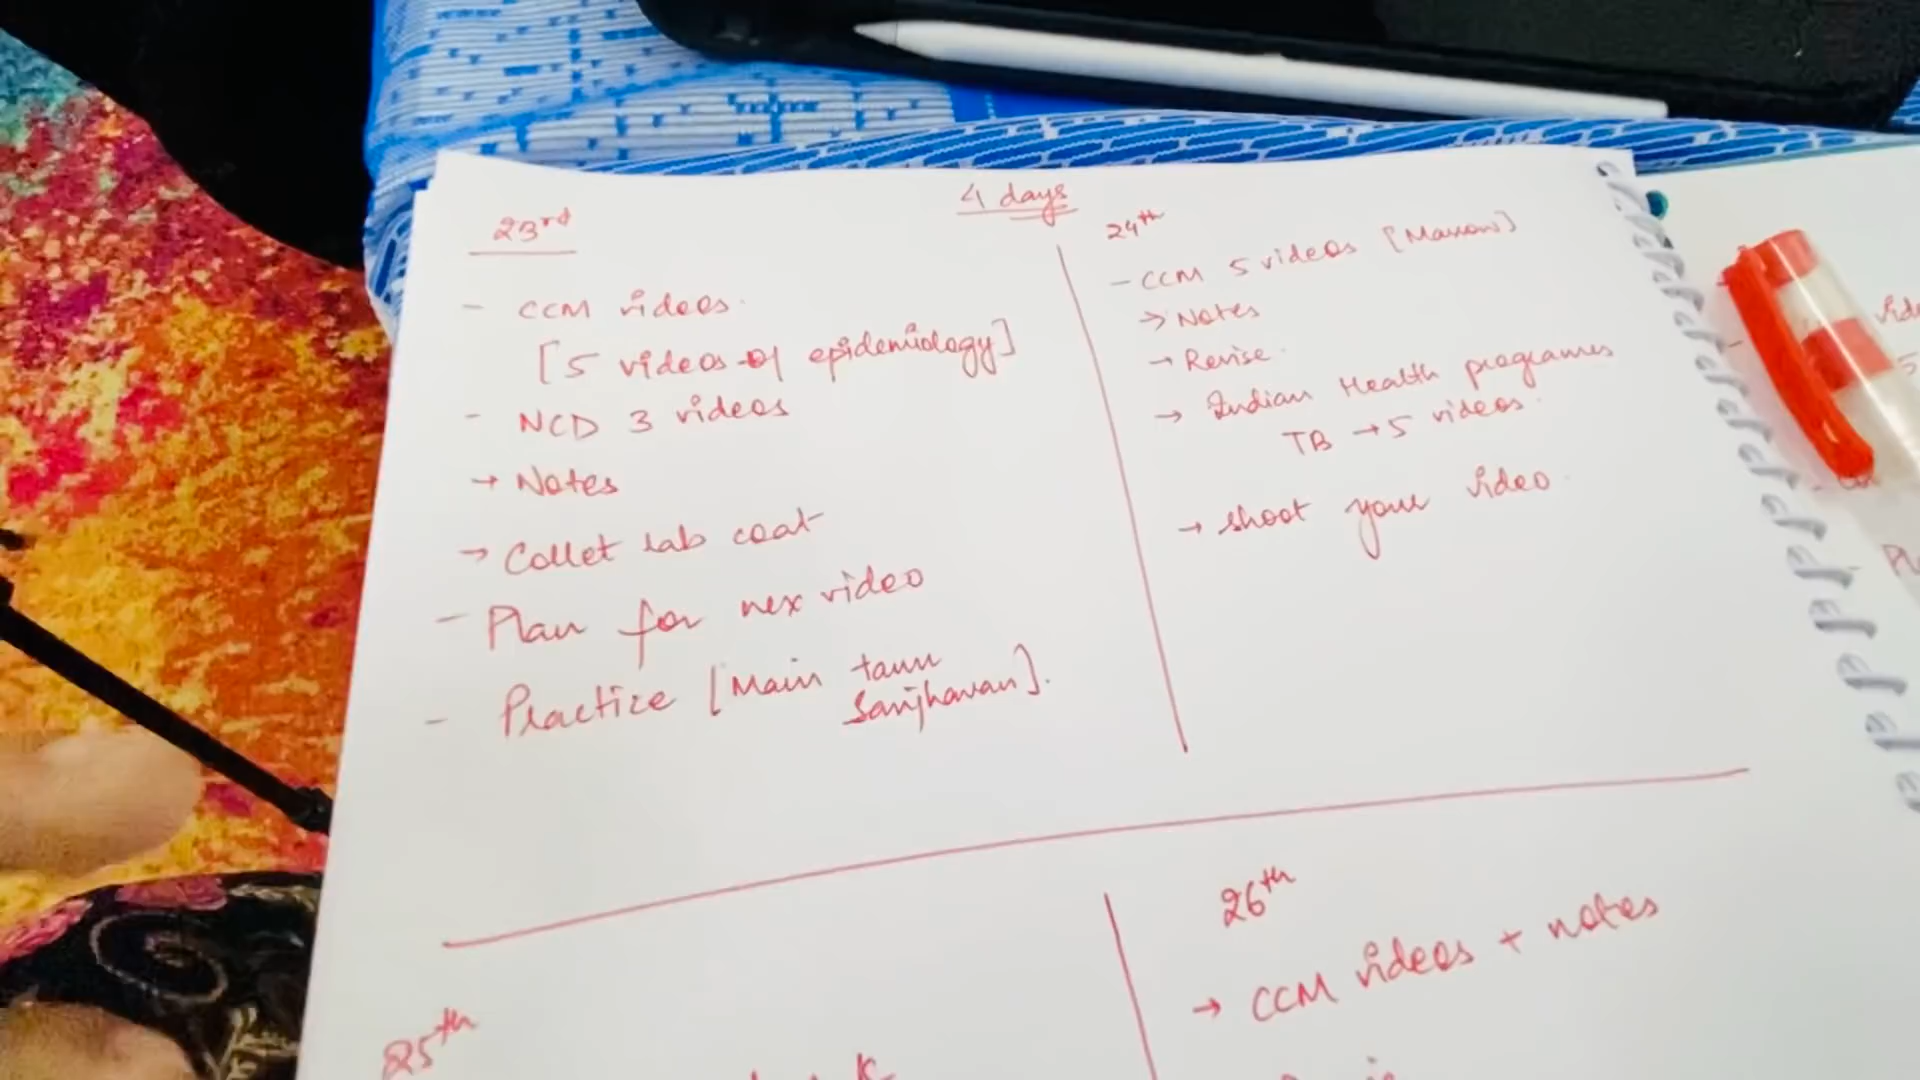 4 days
23rd
- CCM videos.
[5 videos of epidemiology]
- NCD 3 videos
→ Notes
→ Collet lab coat
- Plan for nex video
- Practice [Main tann
Sanjhavan].
24th
- CCM 5 videos [Marrow]
→ Notes
→ Revise.
→ Indian Health programes
TB → 5 videos.
→ shoot your video.
25th
26th
→ CCM videos + notes